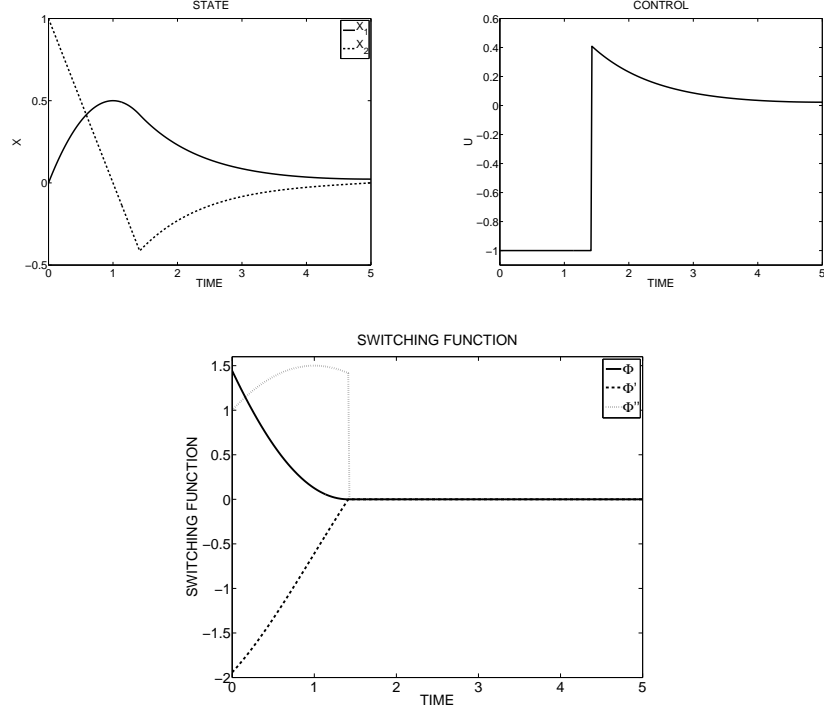 STATE
1
0.5
0
−0.5
0 1 2 3 4 5
X
TIME
X1
X2
CONTROL
0.6
0.4
0.2
0
−0.2
−0.4
−0.6
−0.8
−1
0 1 2 3 4 5
U
TIME
SWITCHING FUNCTION
1.5
1
0.5
0
−0.5
−1
−1.5
−2
0 1 2 3 4 5
SWITCHING FUNCTION
TIME
Φ
Φ'
Φ''